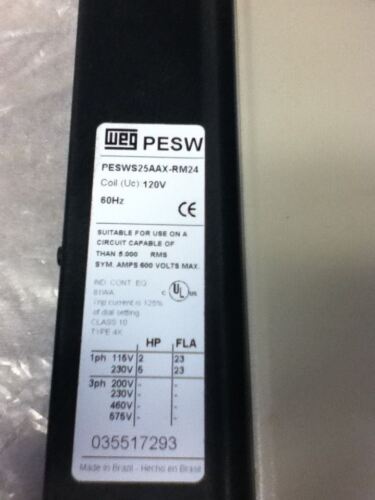 weg PESW
PESWS25AAX-RM24
Coil (Uc) 120V
60Hz
CE
SUITABLE FOR USE ON A
CIRCUIT CAPABLE OF
THAN 5.000 RMS
SYM. AMPS 600 VOLTS MAX.
IND. CONT. EQ.
81WA
Trip current is 125%
of dial setting
CLASS 10
TYPE 4X
c UL us
HP FLA
1ph 115V 2 23
230V 5 23
3ph 200V - -
230V - -
460V - -
575V - -
035517293
Made in Brazil - Hecho en Brasil